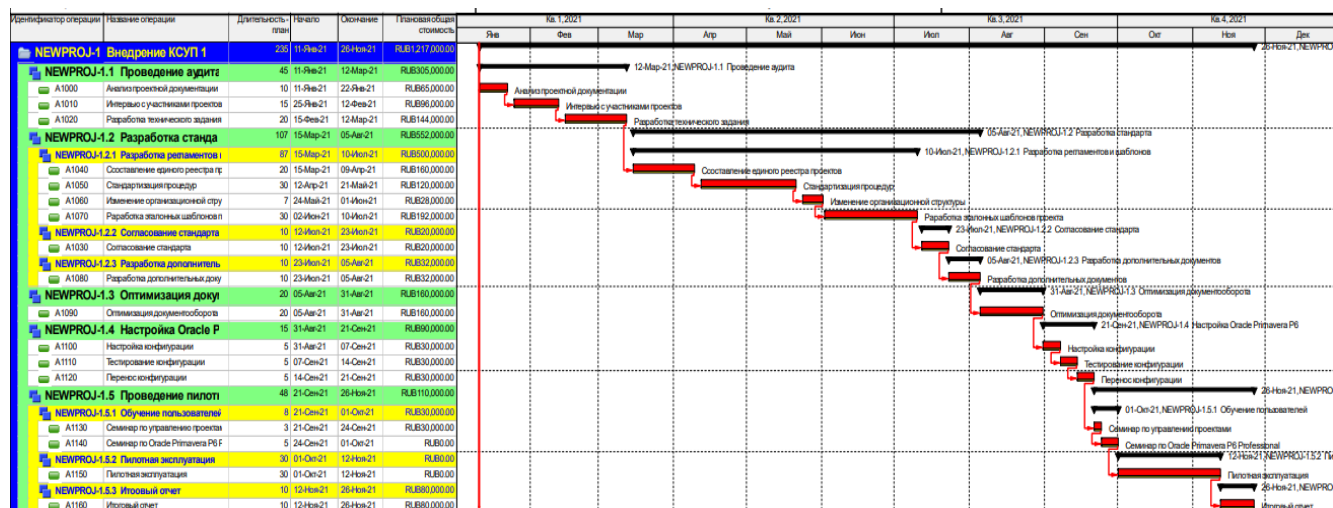 Идентификатор операции Название операции Длительность - план Начало Окончание Плановая общая стоимость Кв. 1, 2021 Кв. 2, 2021 Кв. 3, 2021 Кв. 4, 2021
Янв Фев Мар Апр Май Июн Июл Авг Сен Окт Ноя Дек
NEWPROJ-1 Внедрение КСУП 1 235 11-Янв-21 26-Ноя-21 RUB1,217,000.00 26-Ноя-21, NEWPROJ
NEWPROJ-1.1 Проведение аудита 45 11-Янв-21 12-Мар-21 RUB305,000.00 12-Мар-21, NEWPROJ-1.1 Проведение аудита
A1000 Анализ проектной документации 10 11-Янв-21 22-Янв-21 RUB65,000.00 Анализ проектной документации
A1010 Интервью с участниками проектов 15 25-Янв-21 12-Фев-21 RUB96,000.00 Интервью с участниками проектов
A1020 Разработка технического задания 20 15-Фев-21 12-Мар-21 RUB144,000.00 Разработка технического задания
NEWPROJ-1.2 Разработка станда 107 15-Мар-21 05-Авг-21 RUB552,000.00 05-Авг-21, NEWPROJ-1.2 Разработка стандарта
NEWPROJ-1.2.1 Разработка регламентов 87 15-Мар-21 10-Июл-21 RUB500,000.00 10-Июл-21, NEWPROJ-1.2.1 Разработка регламентов и шаблонов
A1040 Ссоставление единого реестра пр 20 15-Мар-21 09-Апр-21 RUB160,000.00 Ссоставление единого реестра проектов
A1050 Стандартизация процедур 30 12-Апр-21 21-Май-21 RUB120,000.00 Стандартизация процедур
A1060 Изменение организационной стру 7 24-Май-21 01-Июн-21 RUB28,000.00 Изменение организационной структуры
A1070 Разработка эталонных шаблонов п 30 02-Июн-21 10-Июл-21 RUB192,000.00 Разработка эталонных шаблонов проекта
NEWPROJ-1.2.2 Согласование стандарта 10 12-Июл-21 23-Июл-21 RUB20,000.00 23-Июл-21, NEWPROJ-1.2.2 Согласование стандарта
A1030 Согласование стандарта 10 12-Июл-21 23-Июл-21 RUB20,000.00 Согласование стандарта
NEWPROJ-1.2.3 Разработка дополнитель 10 23-Июл-21 05-Авг-21 RUB32,000.00 05-Авг-21, NEWPROJ-1.2.3 Разработка дополнительных документов
A1080 Разработка дополнительных доку 10 23-Июл-21 05-Авг-21 RUB32,000.00 Разработка дополнительных документов
NEWPROJ-1.3 Оптимизация доку 20 05-Авг-21 31-Авг-21 RUB160,000.00 31-Авг-21, NEWPROJ-1.3 Оптимизация документооборота
A1090 Оптимизация документооборота 20 05-Авг-21 31-Авг-21 RUB160,000.00 Оптимизация документооборота
NEWPROJ-1.4 Настройка Oracle P 15 31-Авг-21 21-Сен-21 RUB90,000.00 21-Сен-21, NEWPROJ-1.4 Настройка Oracle Primavera P6
A1100 Настройка конфигурации 5 31-Авг-21 07-Сен-21 RUB30,000.00 Настройка конфигурации
A1110 Тестирование конфигурации 5 07-Сен-21 14-Сен-21 RUB30,000.00 Тестирование конфигурации
A1120 Перенос конфигурации 5 14-Сен-21 21-Сен-21 RUB30,000.00 Перенос конфигурации
NEWPROJ-1.5 Проведение пилотн 48 21-Сен-21 26-Ноя-21 RUB110,000.00 26-Ноя-21, NEWPRO
NEWPROJ-1.5.1 Обучение пользователей 8 21-Сен-21 01-Окт-21 RUB30,000.00 01-Окт-21, NEWPROJ-1.5.1 Обучение пользователей
A1130 Семинар по управлению проектам 3 21-Сен-21 24-Сен-21 RUB30,000.00 Семинар по управлению проектами
A1140 Семинар по Oracle Primavera P6 P 5 24-Сен-21 01-Окт-21 RUB0.00 Семинар по Oracle Primavera P6 Professional
NEWPROJ-1.5.2 Пилотная эксплуатация 30 01-Окт-21 12-Ноя-21 RUB0.00 12-Ноя-21, NEWPROJ-1.5.2 Пи
A1150 Пилотная эксплуатация 30 01-Окт-21 12-Ноя-21 RUB0.00 Пилотная эксплуатация
NEWPROJ-1.5.3 Итоовый отчет 10 12-Ноя-21 26-Ноя-21 RUB80,000.00 26-Ноя-21, NEWPRO
A1160 Итоговый отчет 10 12-Ноя-21 26-Ноя-21 RUB80,000.00 Итоговый отчет